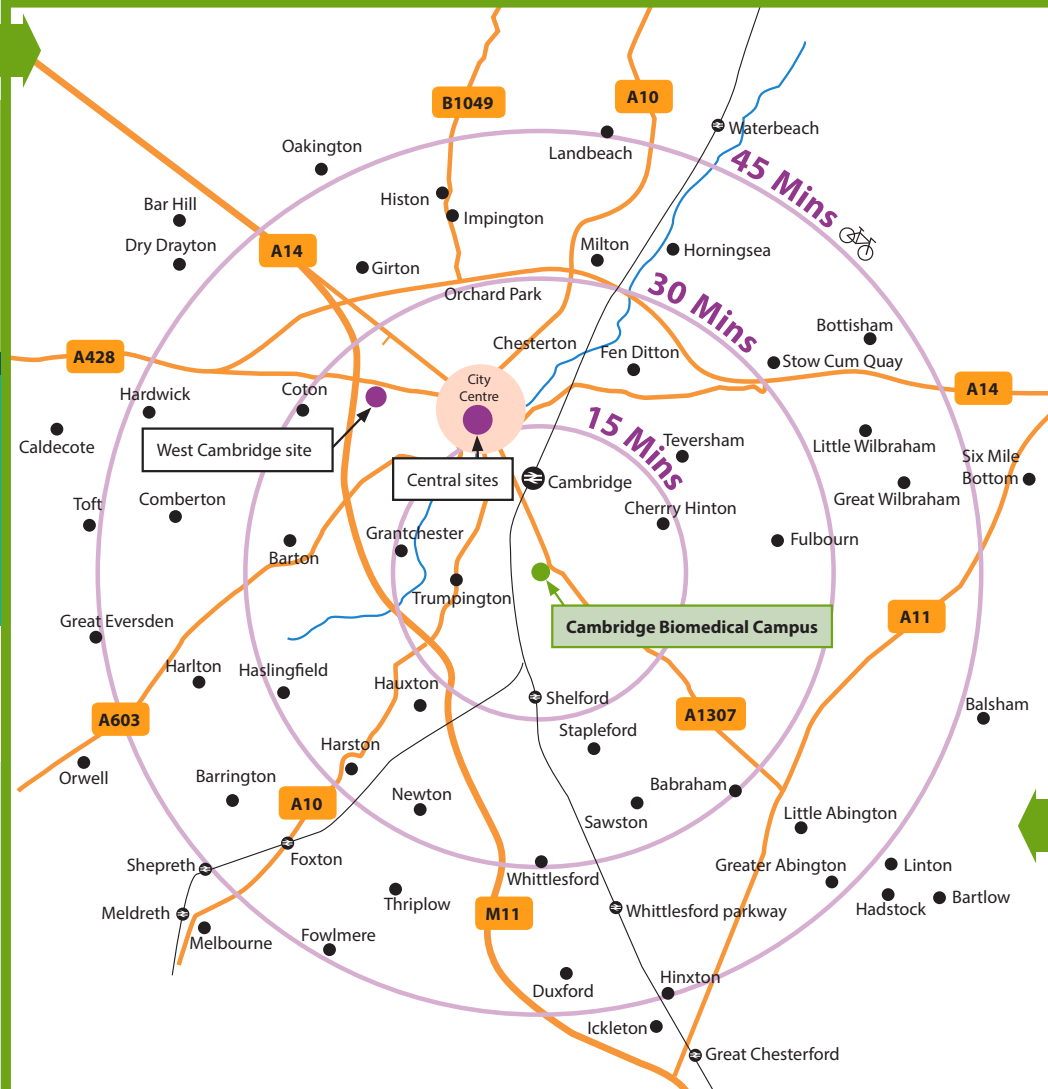 B1049
A10
Waterbeach
Landbeach
Oakington
45 Mins
Histon
Impington
Bar Hill
Dry Drayton
A14
Girton
Milton
Horningsea
Orchard Park
30 Mins
Chesterton
Fen Ditton
Bottisham
Stow Cum Quay
A428
City
Centre
A14
Hardwick
Coton
Caldecote
West Cambridge site
15 Mins
Teversham
Little Wilbraham
Six Mile
Bottom
Central sites
Cambridge
Great Wilbraham
Toft
Comberton
Cherrry Hinton
Grantchester
Barton
Fulbourn
Trumpington
Great Eversden
Cambridge Biomedical Campus
A11
Harlton
Haslingfield
Hauxton
Shelford
A603
A1307
Balsham
Stapleford
Orwell
Harston
Barrington
A10
Newton
Babraham
Sawston
Little Abington
Shepreth
Foxton
Whittlesford
Greater Abington
Linton
Hadstock
Bartlow
Thriplow
Meldreth
M11
Whittlesford parkway
Melbourne
Fowlmere
Duxford
Hinxton
Ickleton
Great Chesterford